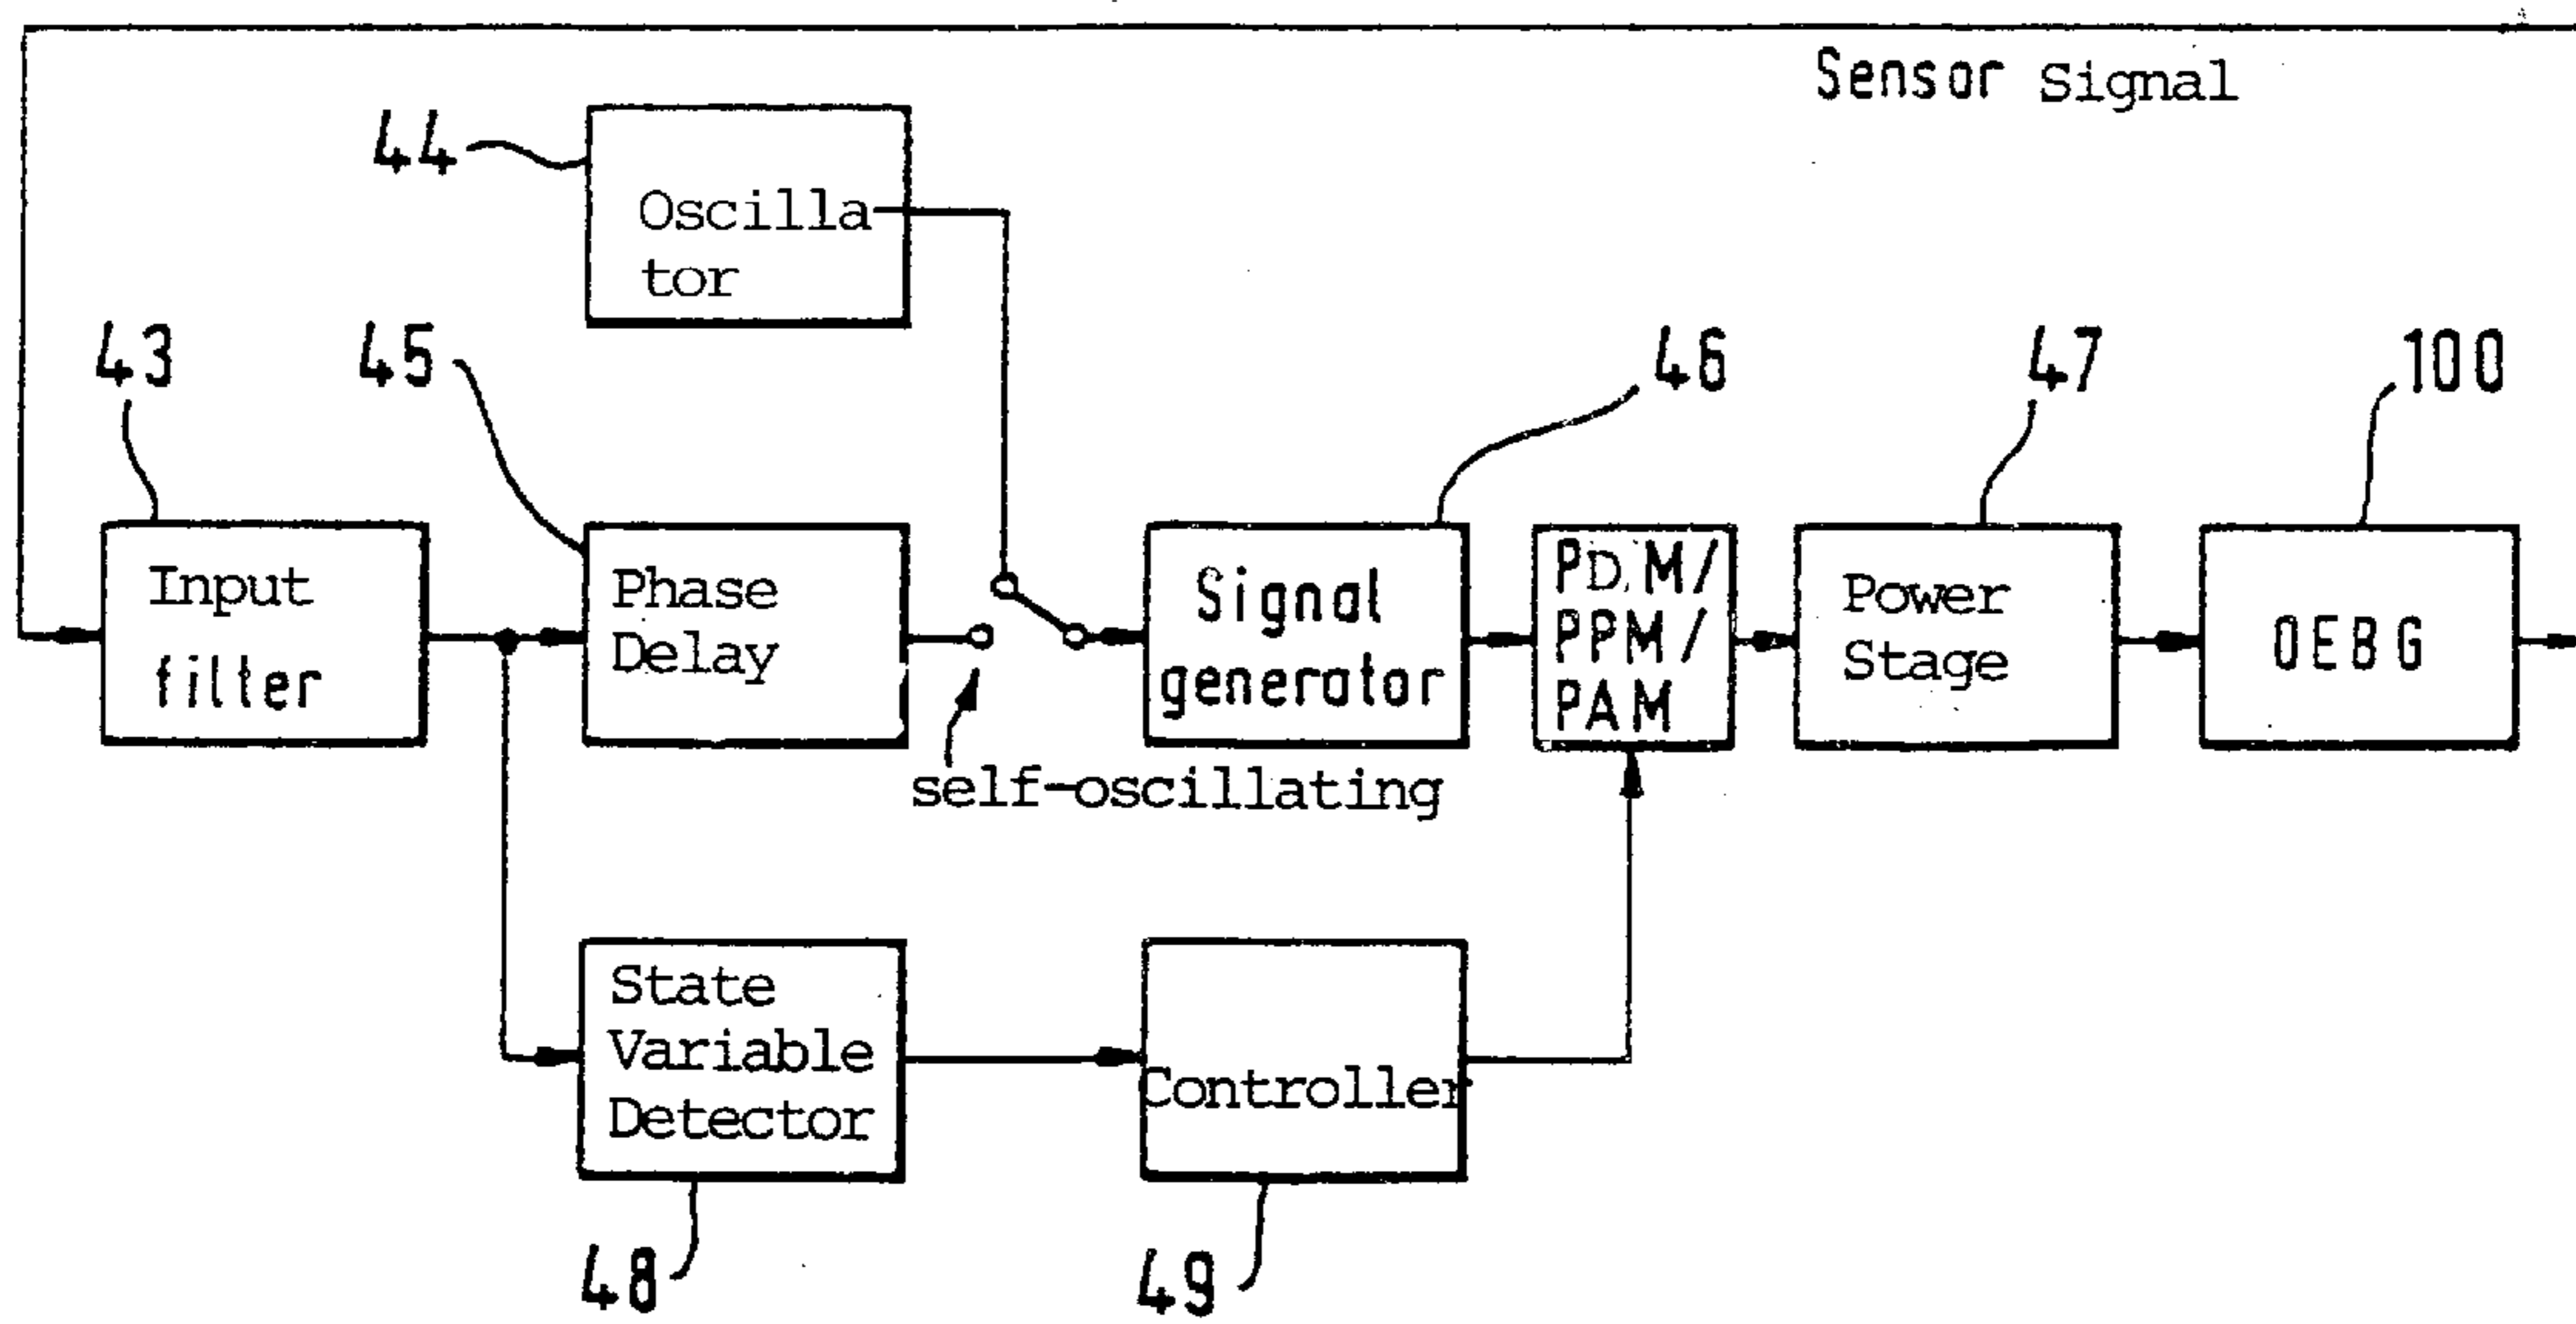 Sensor Signal
44
Oscilla
tor
43
45
46
47
100
Input
filter
Phase
Delay
Signal
generator
PD.M/
PPM/
PAM
Power
Stage
OEBG
self-oscillating
State
Variable
Detector
Controller
48
49